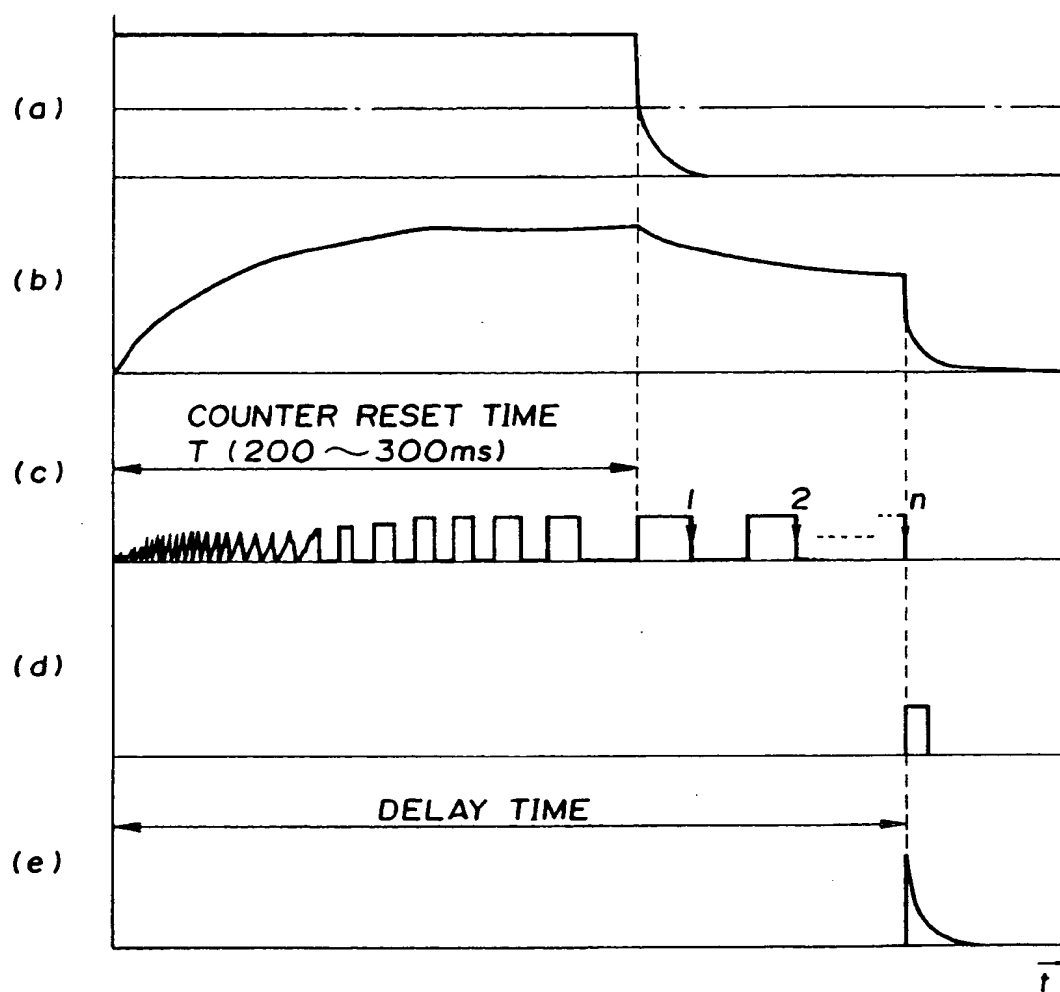 (a)
(b)
COUNTER RESET TIME
T (200～300ms)
(c)
1 2 n
(d)
DELAY TIME
(e)
t